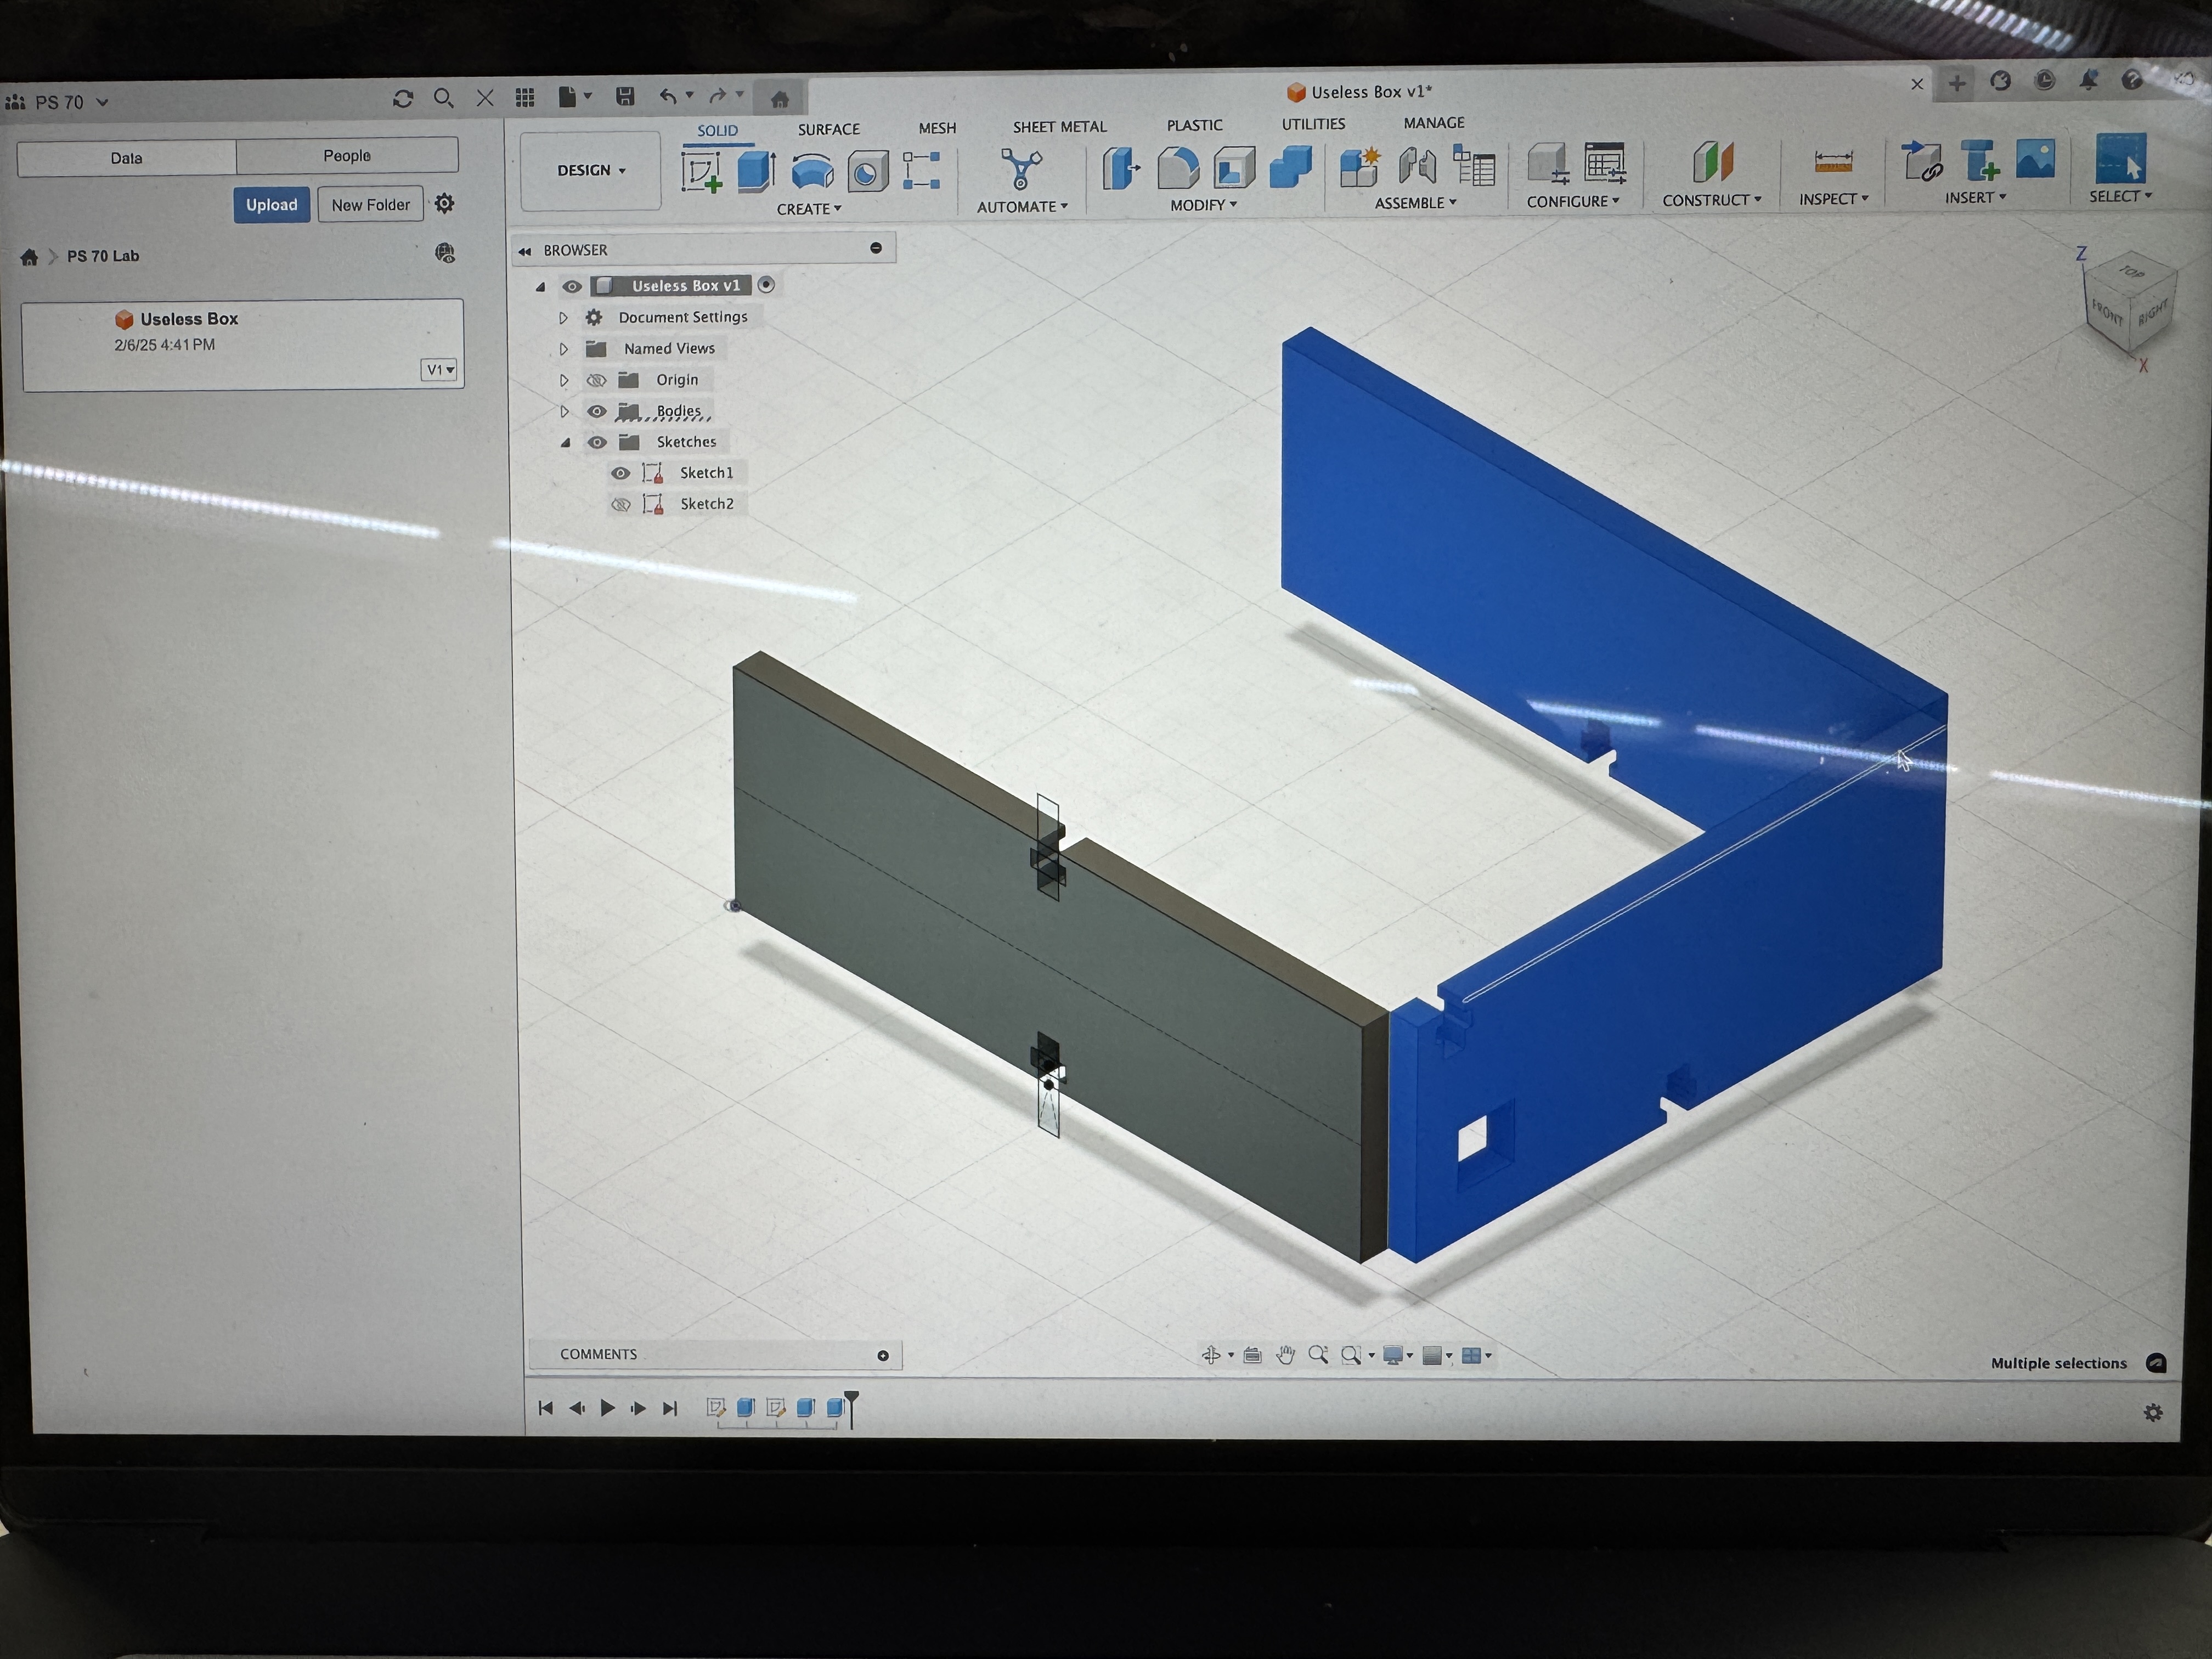 PS 70
Useless Box v1*
Data
People
Upload
New Folder
PS 70 Lab
Useless Box
2/6/25 4:41 PM
V1
DESIGN
SOLID
SURFACE
MESH
SHEET METAL
PLASTIC
UTILITIES
MANAGE
CREATE
AUTOMATE
MODIFY
ASSEMBLE
CONFIGURE
CONSTRUCT
INSPECT
INSERT
SELECT
BROWSER
Useless Box v1
Document Settings
Named Views
Origin
Bodies
Sketches
Sketch1
Sketch2
Z
TOP
FRONT
RIGHT
X
COMMENTS
Multiple selections